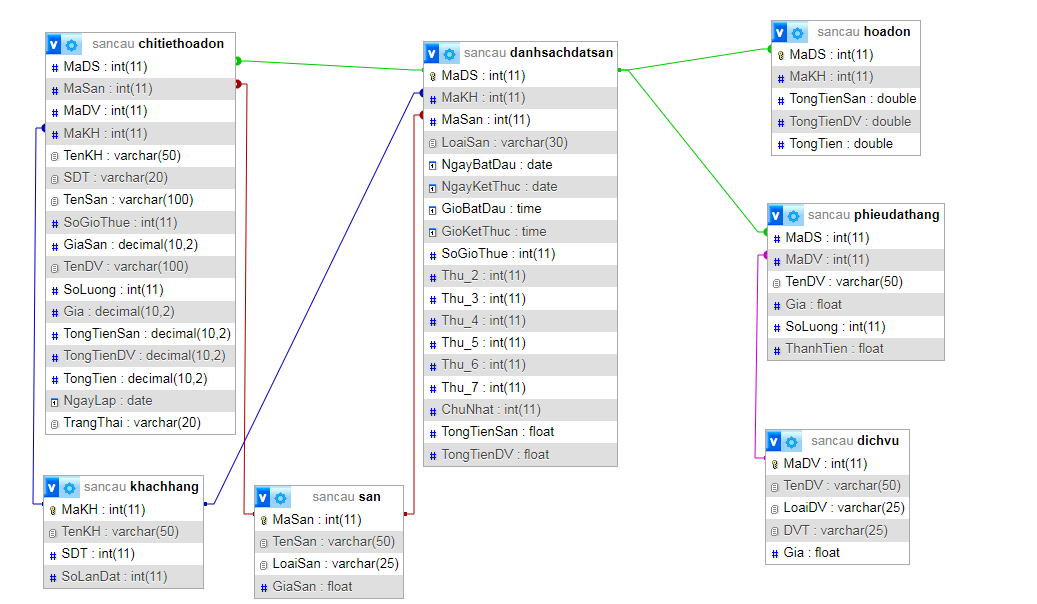 sancau chitiethoadon
MaDS : int(11)
MaSan : int(11)
MaDV : int(11)
MaKH : int(11)
TenKH : varchar(50)
SDT : varchar(20)
TenSan : varchar(100)
SoGioThue : int(11)
GiaSan : decimal(10,2)
TenDV : varchar(100)
SoLuong : int(11)
Gia : decimal(10,2)
TongTienSan : decimal(10,2)
TongTienDV : decimal(10,2)
TongTien : decimal(10,2)
NgayLap : date
TrangThai : varchar(20)
sancau danhsachdatsan
MaDS : int(11)
MaKH : int(11)
MaSan : int(11)
LoaiSan : varchar(30)
NgayBatDau : date
NgayKetThuc : date
GioBatDau : time
GioKetThuc : time
SoGioThue : int(11)
Thu_2 : int(11)
Thu_3 : int(11)
Thu_4 : int(11)
Thu_5 : int(11)
Thu_6 : int(11)
Thu_7 : int(11)
ChuNhat : int(11)
TongTienSan : float
TongTienDV : float
sancau hoadon
MaDS : int(11)
MaKH : int(11)
TongTienSan : double
TongTienDV : double
TongTien : double
sancau phieudathang
MaDS : int(11)
MaDV : int(11)
TenDV : varchar(50)
Gia : float
SoLuong : int(11)
ThanhTien : float
sancau khachhang
MaKH : int(11)
TenKH : varchar(50)
SDT : int(11)
SoLanDat : int(11)
sancau san
MaSan : int(11)
TenSan : varchar(50)
LoaiSan : varchar(25)
GiaSan : float
sancau dichvu
MaDV : int(11)
TenDV : varchar(50)
LoaiDV : varchar(25)
DVT : varchar(25)
Gia : float